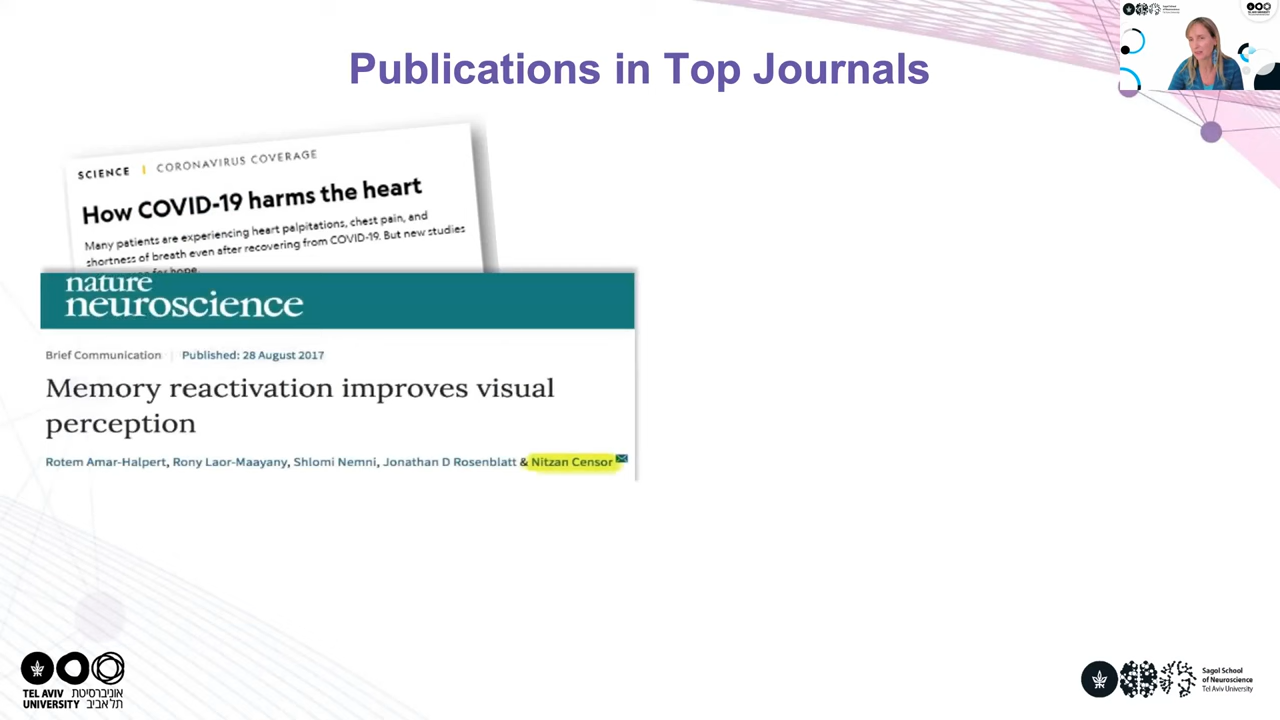 Publications in Top Journals
SCIENCE | CORONAVIRUS COVERAGE
How COVID-19 harms the heart
Many patients are experiencing heart palpitations, chest pain, and
shortness of breath even after recovering from COVID-19. But new studies
for hope.
nature
neuroscience
Brief Communication | Published: 28 August 2017
Memory reactivation improves visual
perception
Rotem Amar-Halpert, Rony Laor-Maayany, Shlomi Nemni, Jonathan D Rosenblatt & Nitzan Censor
TEL AVIV אוניברסיטת
UNIVERSITY תל אביב
Sagol School
of Neuroscience
Tel Aviv University